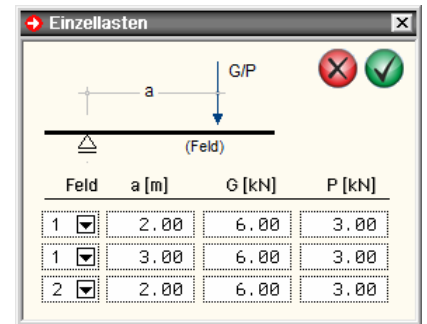 Einzellasten
G/P
a
(Feld)
Feld a [m] G [kN] P [kN]
1 2.00 6.00 3.00
1 3.00 6.00 3.00
2 2.00 6.00 3.00